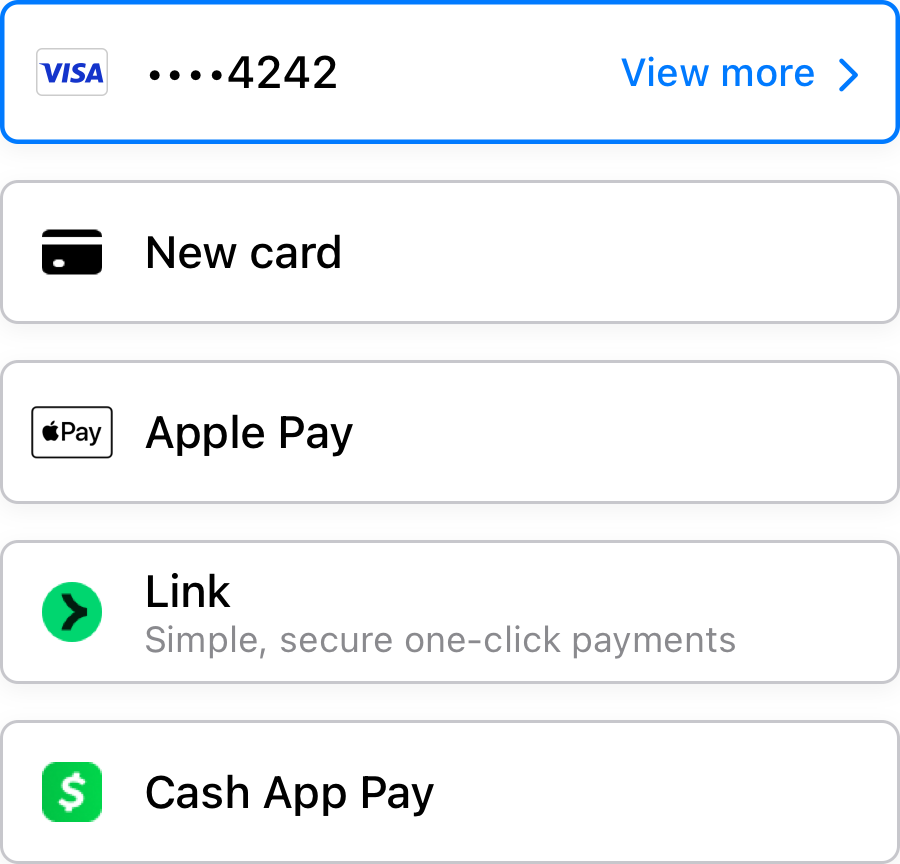 VISA ••••4242 View more
New card
Pay Apple Pay
Link
Simple, secure one-click payments
$ Cash App Pay